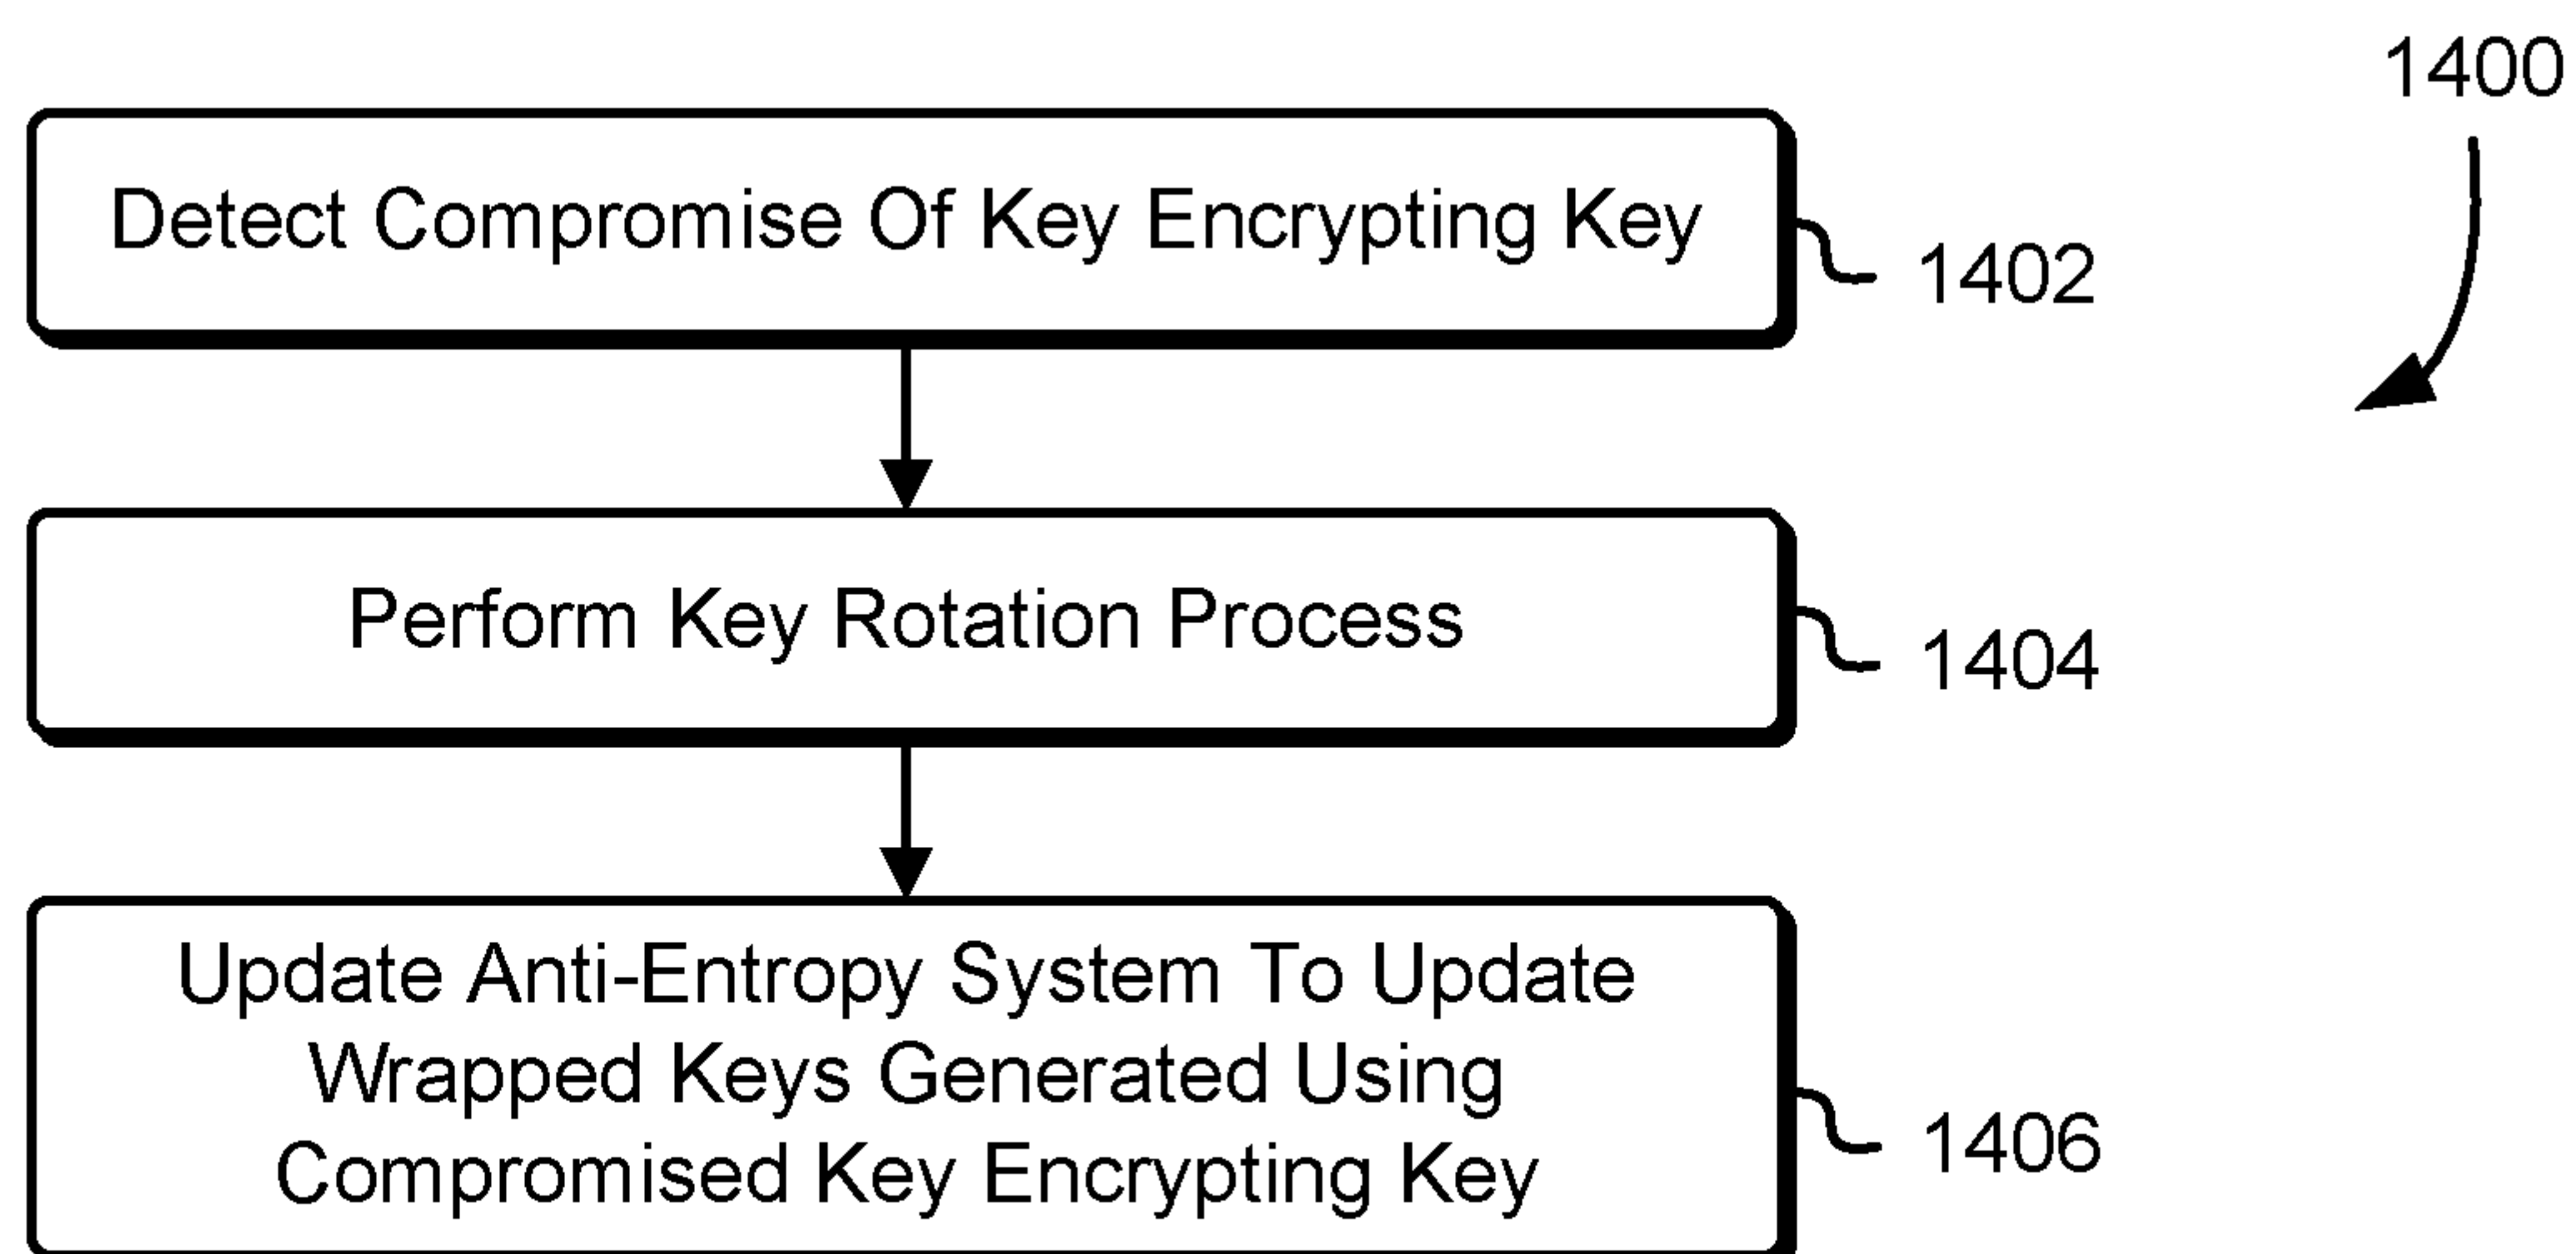 1400
Detect Compromise Of Key Encrypting Key
1402
Perform Key Rotation Process
1404
Update Anti-Entropy System To Update
Wrapped Keys Generated Using
Compromised Key Encrypting Key
1406